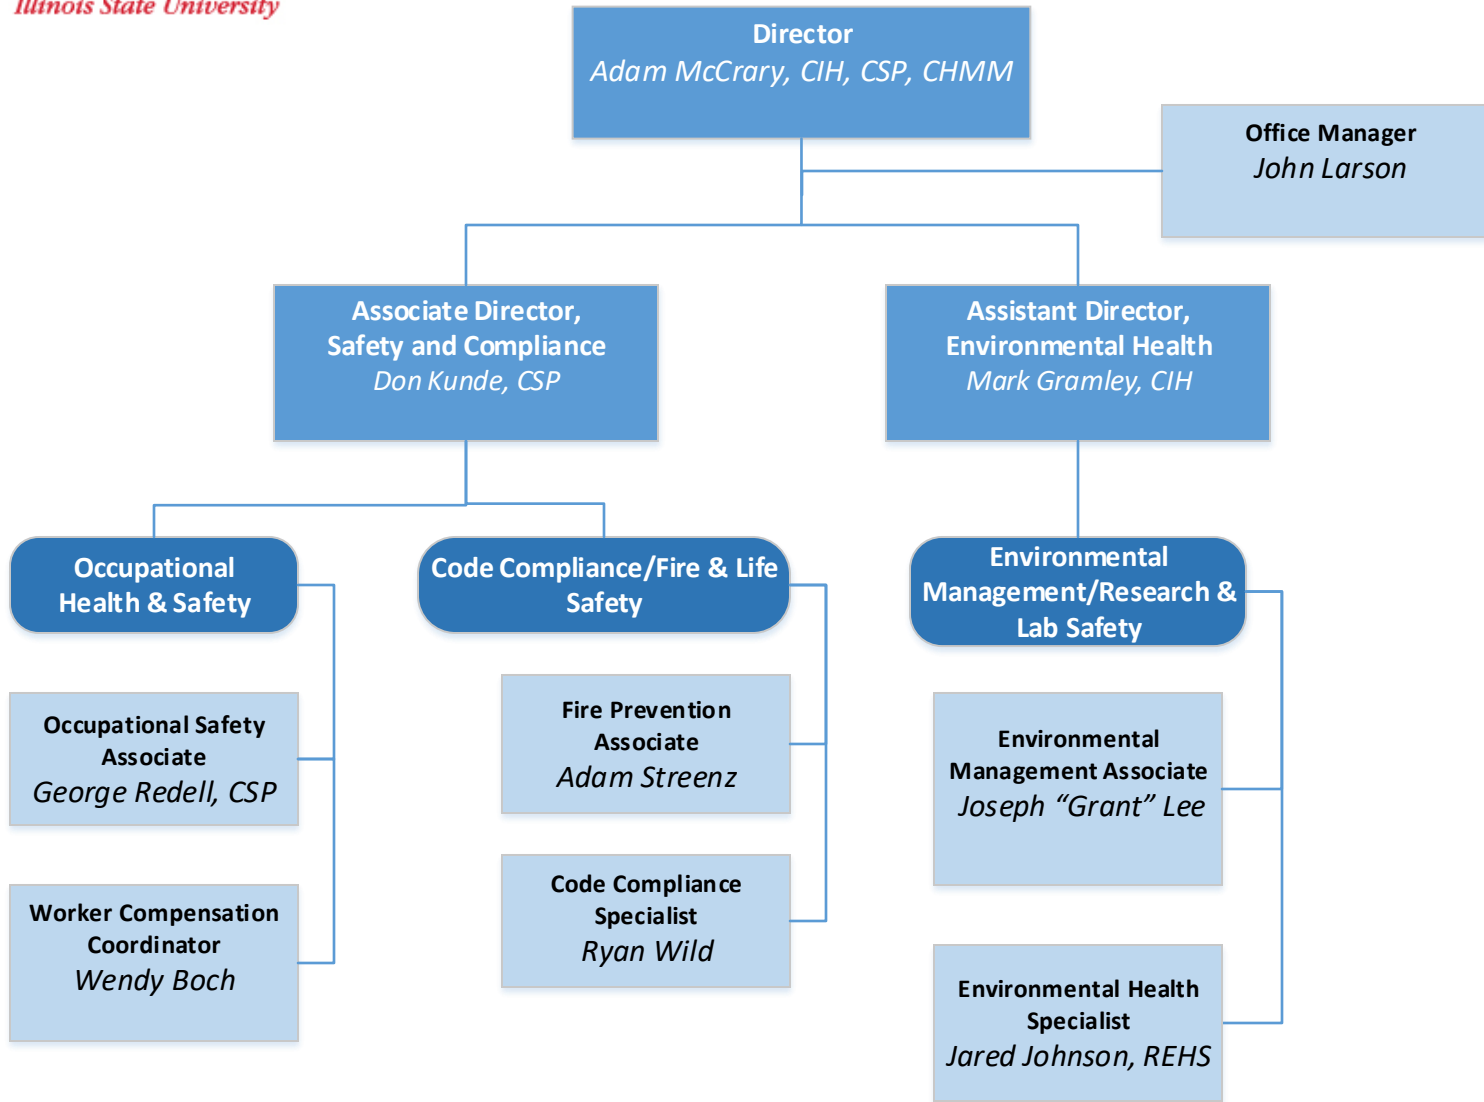 Illinois State University
Director
Adam McCrary, CIH, CSP, CHMM
Office Manager
John Larson
Associate Director,
Safety and Compliance
Don Kunde, CSP
Assistant Director,
Environmental Health
Mark Gramley, CIH
Occupational
Health & Safety
Code Compliance/Fire & Life
Safety
Environmental
Management/Research &
Lab Safety
Occupational Safety
Associate
George Redell, CSP
Fire Prevention
Associate
Adam Streenz
Environmental
Management Associate
Joseph “Grant” Lee
Worker Compensation
Coordinator
Wendy Boch
Code Compliance
Specialist
Ryan Wild
Environmental Health
Specialist
Jared Johnson, REHS